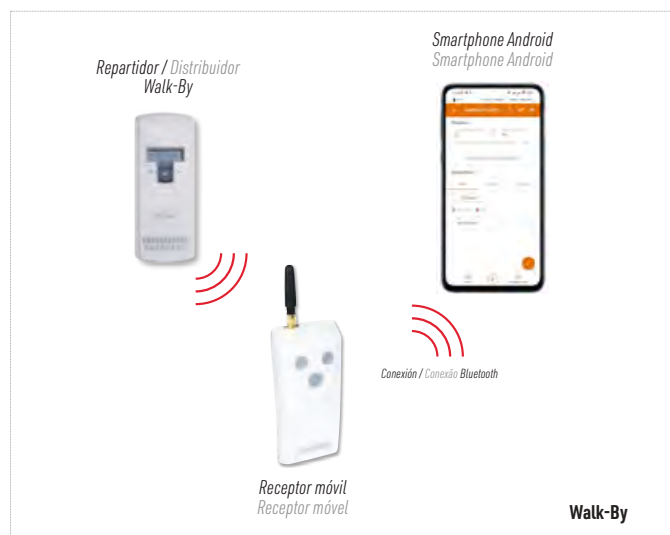 Smartphone Android
Smartphone Android
Repartidor / Distribuidor
Walk-By
Conexión / Conexão Bluetooth
Receptor móvil
Receptor móvel
Walk-By